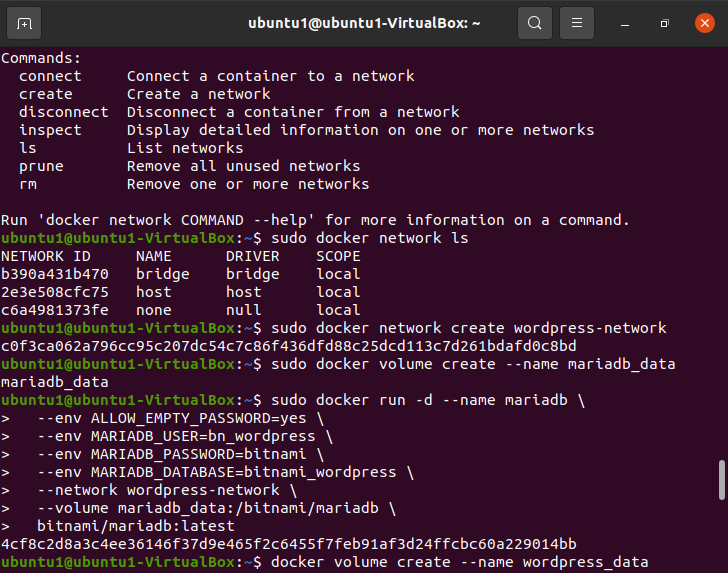 ubuntu1@ubuntu1-VirtualBox: ~
Commands:
  connect     Connect a container to a network
  create      Create a network
  disconnect  Disconnect a container from a network
  inspect     Display detailed information on one or more networks
  ls          List networks
  prune       Remove all unused networks
  rm          Remove one or more networks

Run 'docker network COMMAND --help' for more information on a command.
ubuntu1@ubuntu1-VirtualBox:~$ sudo docker network ls
NETWORK ID     NAME      DRIVER    SCOPE
b390a431b470   bridge    bridge    local
2e3e508cfc75   host      host      local
c6a4981373fe   none      null      local
ubuntu1@ubuntu1-VirtualBox:~$ sudo docker network create wordpress-network
c0f3ca062a796cc95c207dc54c7c86f436dfd88c25dcd113c7d261bdafd0c8bd
ubuntu1@ubuntu1-VirtualBox:~$ sudo docker volume create --name mariadb_data
mariadb_data
ubuntu1@ubuntu1-VirtualBox:~$ sudo docker run -d --name mariadb \
>   --env ALLOW_EMPTY_PASSWORD=yes \
>   --env MARIADB_USER=bn_wordpress \
>   --env MARIADB_PASSWORD=bitnami \
>   --env MARIADB_DATABASE=bitnami_wordpress \
>   --network wordpress-network \
>   --volume mariadb_data:/bitnami/mariadb \
>   bitnami/mariadb:latest
4cf8c2d8a3c4ee36146f37d9e465f2c6455f7feb91af3d24ffcbc60a229014bb
ubuntu1@ubuntu1-VirtualBox:~$ docker volume create --name wordpress_data